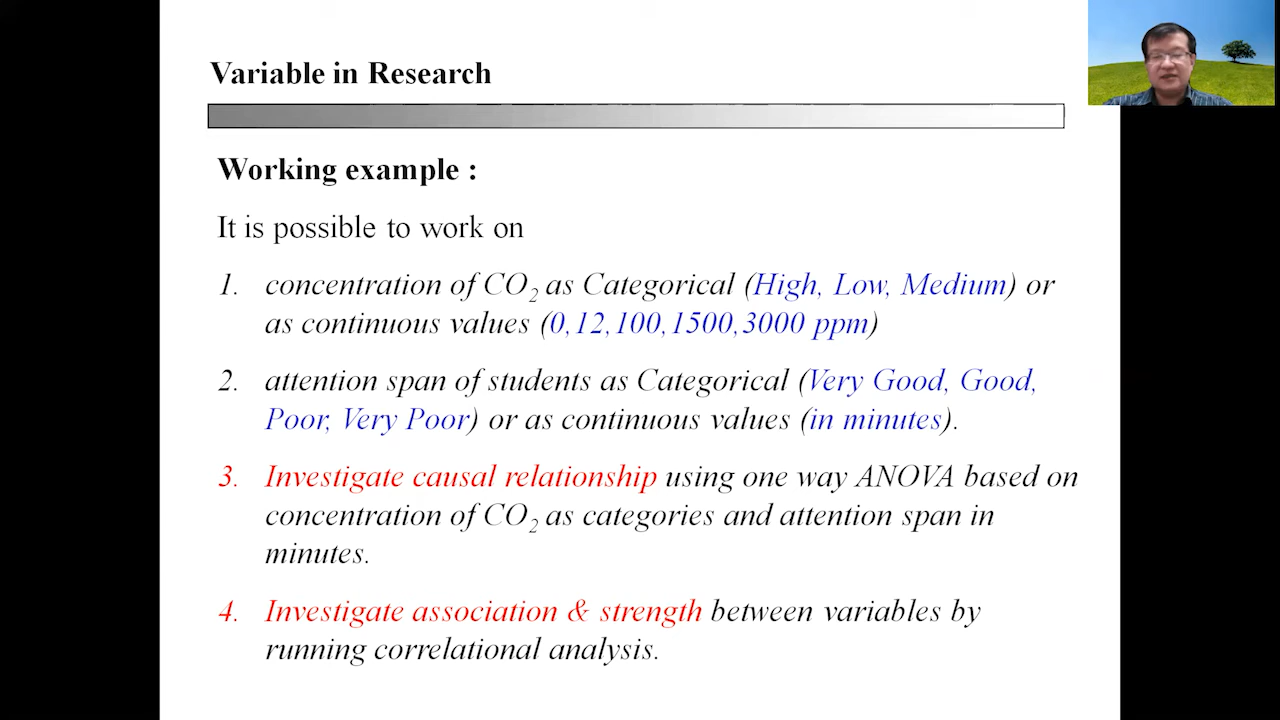 Variable in Research
Working example :
It is possible to work on
1. concentration of CO₂ as Categorical (High, Low, Medium) or
as continuous values (0,12,100,1500,3000 ppm)
2. attention span of students as Categorical (Very Good, Good,
Poor, Very Poor) or as continuous values (in minutes).
3. Investigate causal relationship using one way ANOVA based on
concentration of CO₂ as categories and attention span in
minutes.
4. Investigate association & strength between variables by
running correlational analysis.